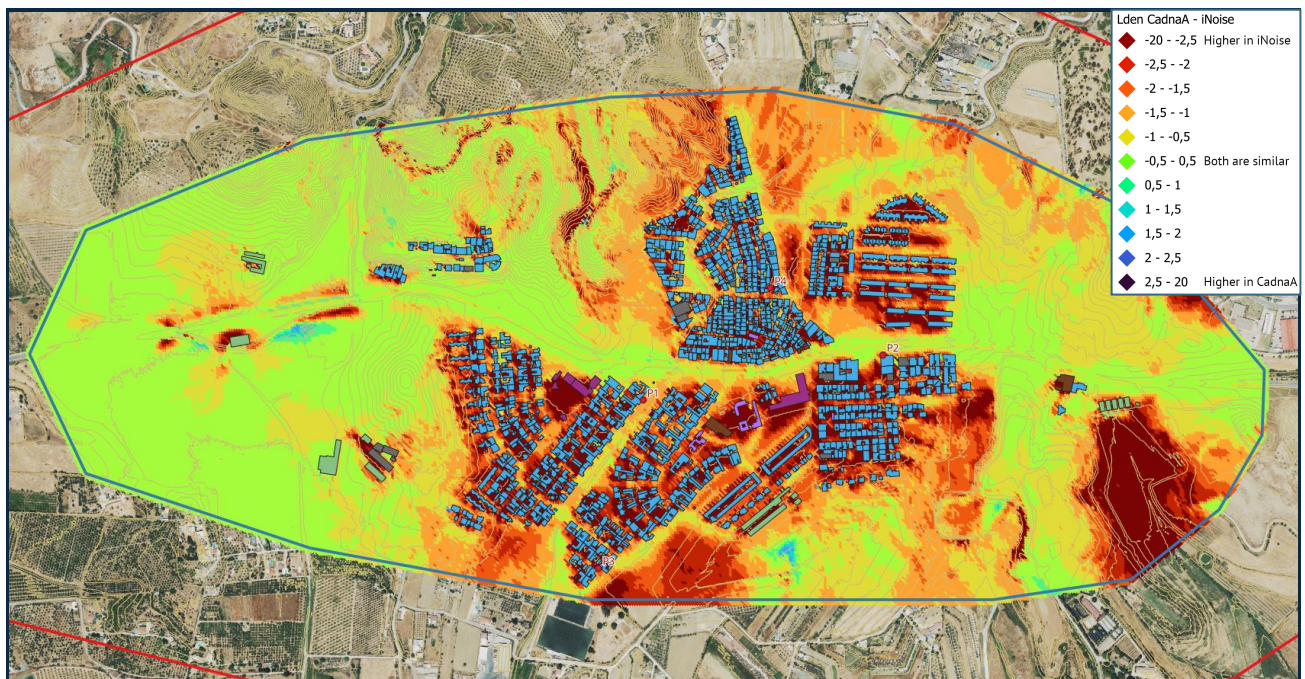 Lden CadnaA - iNoise
-20 - -2,5 Higher in iNoise
-2,5 - -2
-2 - -1,5
-1,5 - -1
-1 - -0,5
-0,5 - 0,5 Both are similar
0,5 - 1
1 - 1,5
1,5 - 2
2 - 2,5
2,5 - 20 Higher in CadnaA
P4
P2
P1
P3